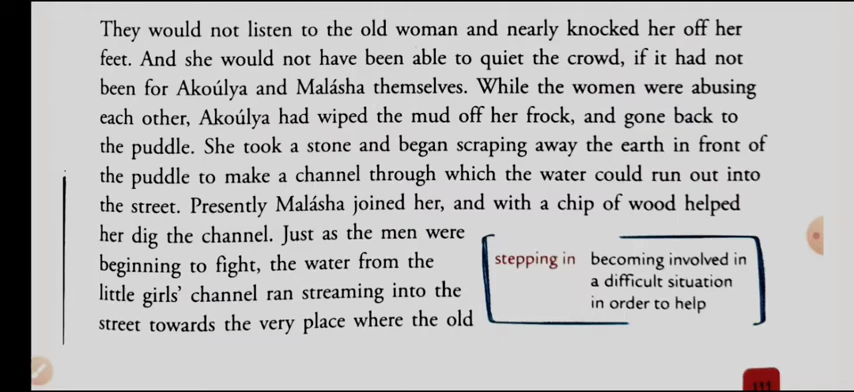 They would not listen to the old woman and nearly knocked her off her
feet. And she would not have been able to quiet the crowd, if it had not
been for Akoúlya and Malásha themselves. While the women were abusing
each other, Akoúlya had wiped the mud off her frock, and gone back to
the puddle. She took a stone and began scraping away the earth in front of
the puddle to make a channel through which the water could run out into
the street. Presently Malásha joined her, and with a chip of wood helped
her dig the channel. Just as the men were
beginning to fight, the water from the
little girls' channel ran streaming into the
street towards the very place where the old
stepping in becoming involved in
a difficult situation
in order to help
111